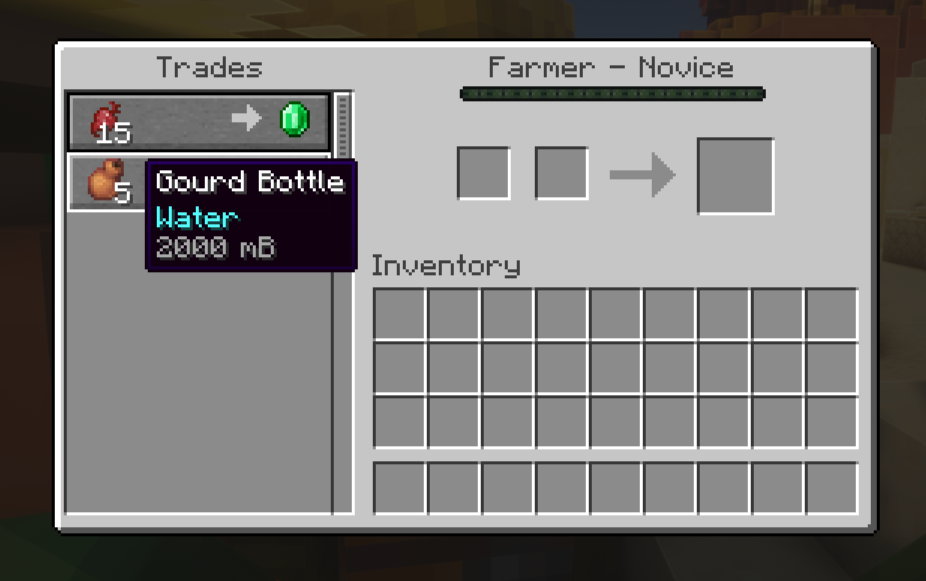 Trades
Farmer - Novice
15
5
Gourd Bottle
Water
2000 mB
Inventory